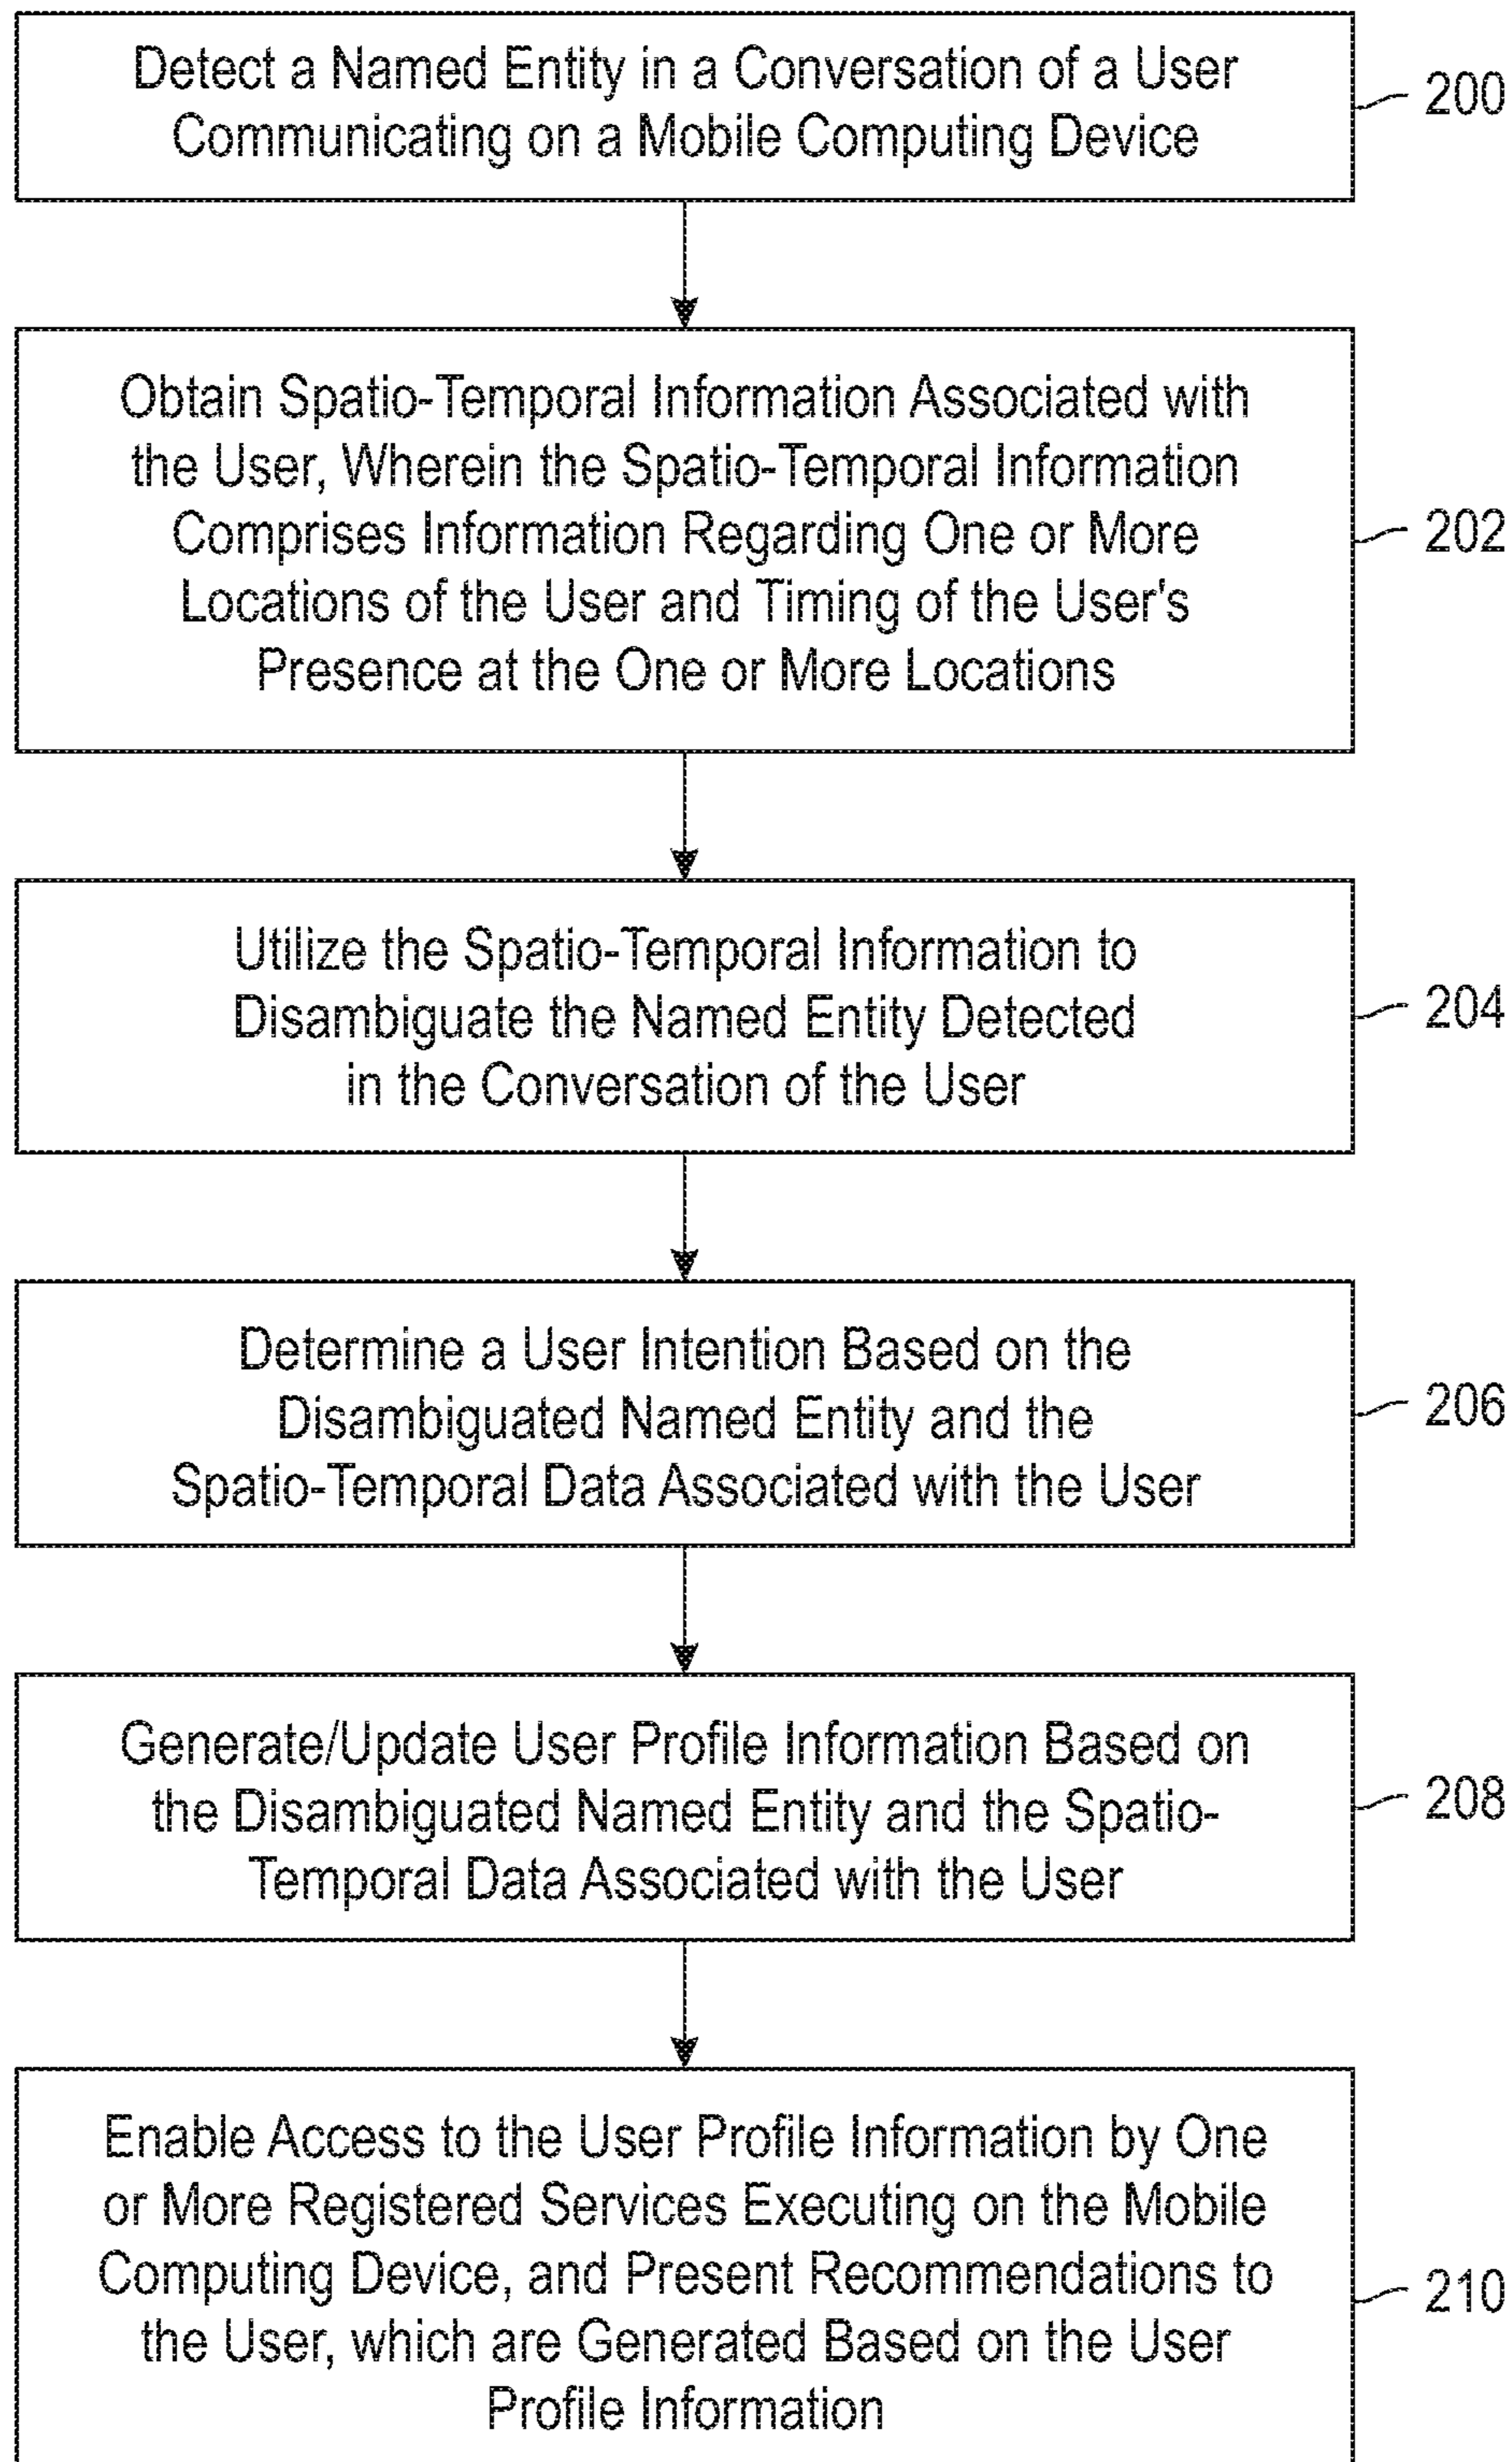 Detect a Named Entity in a Conversation of a User
Communicating on a Mobile Computing Device
200
Obtain Spatio-Temporal Information Associated with
the User, Wherein the Spatio-Temporal Information
Comprises Information Regarding One or More
Locations of the User and Timing of the User's
Presence at the One or More Locations
202
Utilize the Spatio-Temporal Information to
Disambiguate the Named Entity Detected
in the Conversation of the User
204
Determine a User Intention Based on the
Disambiguated Named Entity and the
Spatio-Temporal Data Associated with the User
206
Generate/Update User Profile Information Based on
the Disambiguated Named Entity and the Spatio-
Temporal Data Associated with the User
208
Enable Access to the User Profile Information by One
or More Registered Services Executing on the Mobile
Computing Device, and Present Recommendations to
the User, which are Generated Based on the User
Profile Information
210